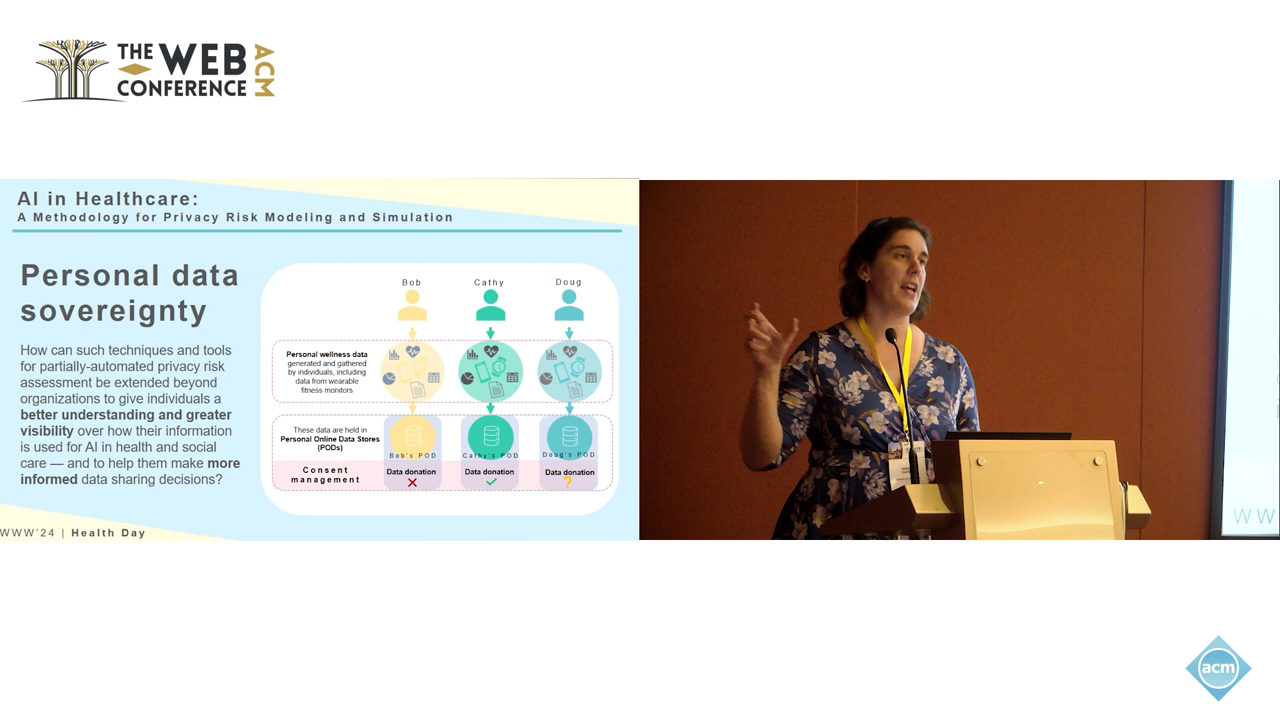 THE WEB
CONFERENCE
ACM
AI in Healthcare:
A Methodology for Privacy Risk Modeling and Simulation
Personal data
sovereignty
How can such techniques and tools
for partially-automated privacy risk
assessment be extended beyond
organizations to give individuals a
better understanding and greater
visibility over how their information
is used for AI in health and social
care — and to help them make more
informed data sharing decisions?
Bob Cathy Doug
Personal wellness data
generated and gathered
by individuals, including
data from wearable
fitness monitors
These data are held in
Personal Online Data Stores
(PODs)
Bob's POD Cathy's POD Doug's POD
Consent
management
Data donation Data donation Data donation
?
WWW'24 | Health Day
WW
acm